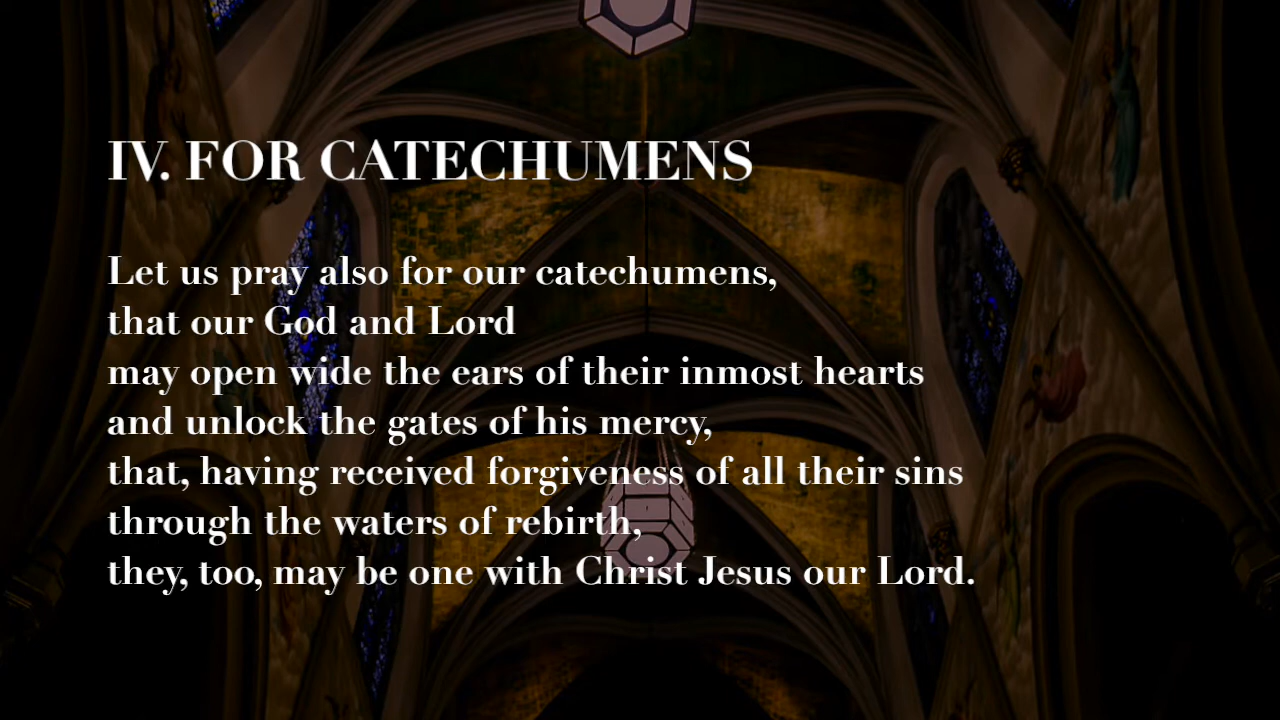 IV. FOR CATECHUMENS
Let us pray also for our catechumens,
that our God and Lord
may open wide the ears of their inmost hearts
and unlock the gates of his mercy,
that, having received forgiveness of all their sins
through the waters of rebirth,
they, too, may be one with Christ Jesus our Lord.